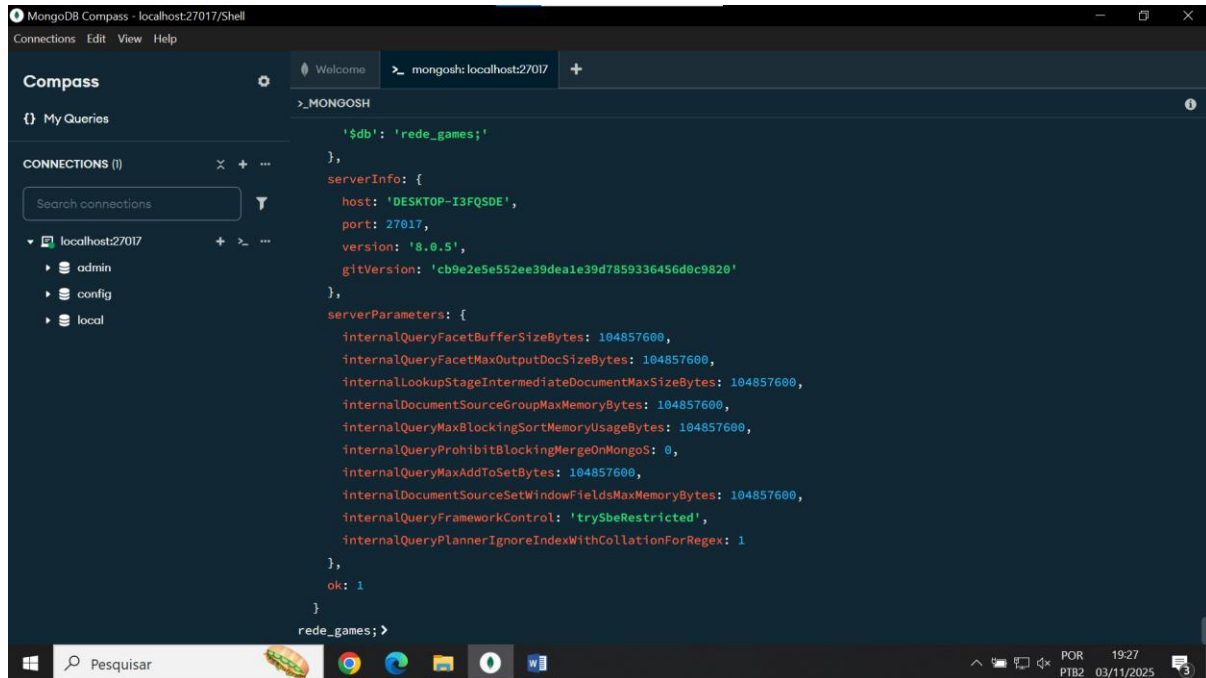 MongoDB Compass - localhost:27017/Shell
Connections Edit View Help
Compass
{} My Queries
CONNECTIONS (1)
Search connections
localhost:27017
admin
config
local
Welcome
>_ mongosh: localhost:27017
>_MONGOSH
'$db': 'rede_games;'
},
serverInfo: {
host: 'DESKTOP-I3FQSDE',
port: 27017,
version: '8.0.5',
gitVersion: 'cb9e2e5e552ee39dea1e39d7859336456d0c9820'
},
serverParameters: {
internalQueryFacetBufferSizeBytes: 104857600,
internalQueryFacetMaxOutputDocSizeBytes: 104857600,
internalLookupStageIntermediateDocumentMaxSizeBytes: 104857600,
internalDocumentSourceGroupMaxMemoryBytes: 104857600,
internalQueryMaxBlockingSortMemoryUsageBytes: 104857600,
internalQueryProhibitBlockingMergeOnMongoS: 0,
internalQueryMaxAddToSetBytes: 104857600,
internalDocumentSourceSetWindowFieldsMaxMemoryBytes: 104857600,
internalQueryFrameworkControl: 'trySbeRestricted',
internalQueryPlannerIgnoreIndexWithCollationForRegex: 1
},
ok: 1
}
rede_games;>
Pesquisar
POR
PTB2
19:27
03/11/2025
3